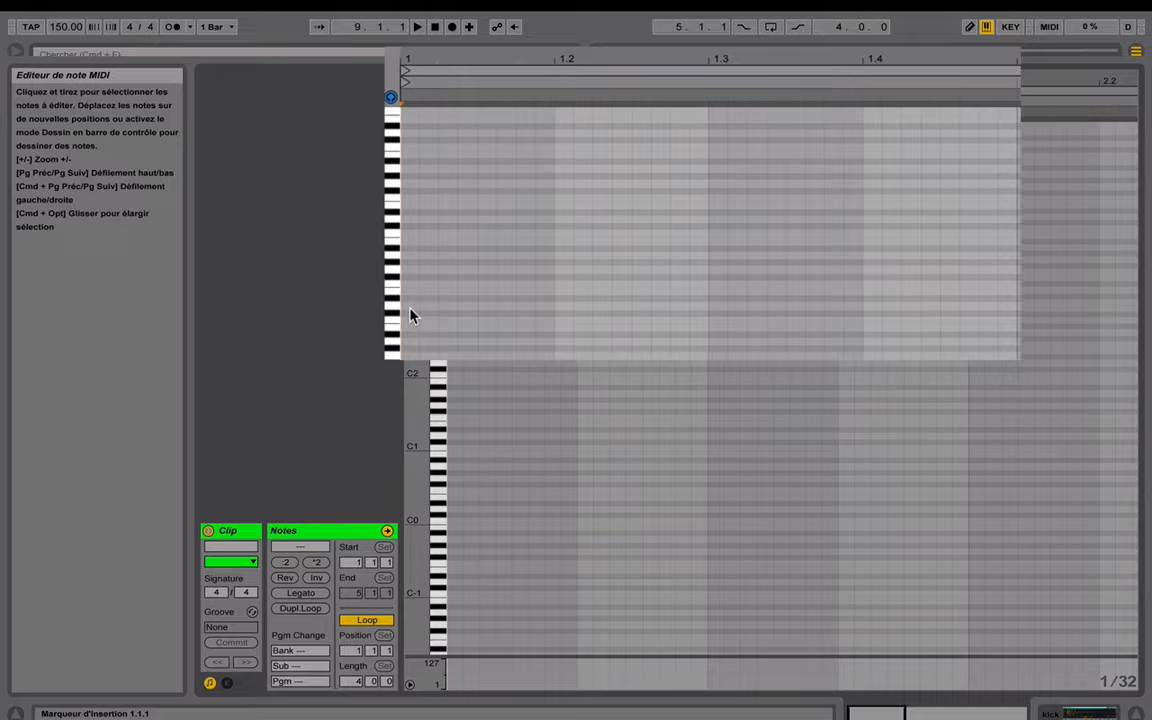 TAP 150.00 4 / 4 1 Bar 9. 1. 1 5. 1. 1 4. 0. 0 KEY MIDI 0 % D
Chercher (Cmd + F)
1 1.2 1.3 1.4
2.2
Editeur de note MIDI
Cliquez et tirez pour sélectionner les
notes à éditer. Déplacez les notes sur
de nouvelles positions ou activez le
mode Dessin en barre de contrôle pour
dessiner des notes.
[+/-] Zoom +/-
[Pg Préc/Pg Suiv] Défilement haut/bas
[Cmd + Pg Préc/Pg Suiv] Défilement
gauche/droite
[Cmd + Opt] Glisser pour élargir
sélection
C2
C1
C0
C-1
Clip
Signature
4 / 4
Groove
None
Commit
<< >>
Notes
---
:2 *2
Rev Inv
Legato
Dupl.Loop
Pgm Change
Bank ---
Sub ---
Pgm ---
Start Set
1 1 1
End Set
5 1 1
Loop
Position Set
1 1 1
Length Set
4 0 0
127
1
1/32
Marqueur d'insertion 1.1.1
kick